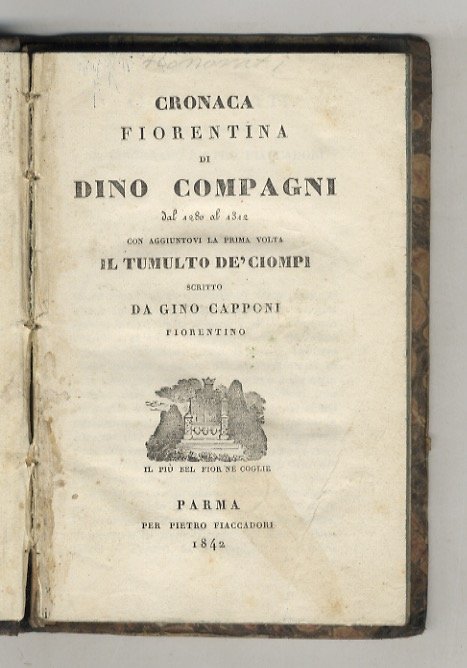 CRONACA
FIORENTINA
DI
DINO COMPAGNI
dal 1280 al 1312
CON AGGIUNTOVI LA PRIMA VOLTA
IL TUMULTO DE' CIOMPI
SCRITTO
DA GINO CAPPONI
FIORENTINO
IL PIÙ BEL FIOR NE COGLIE
PARMA
PER PIETRO FIACCADORI
1842